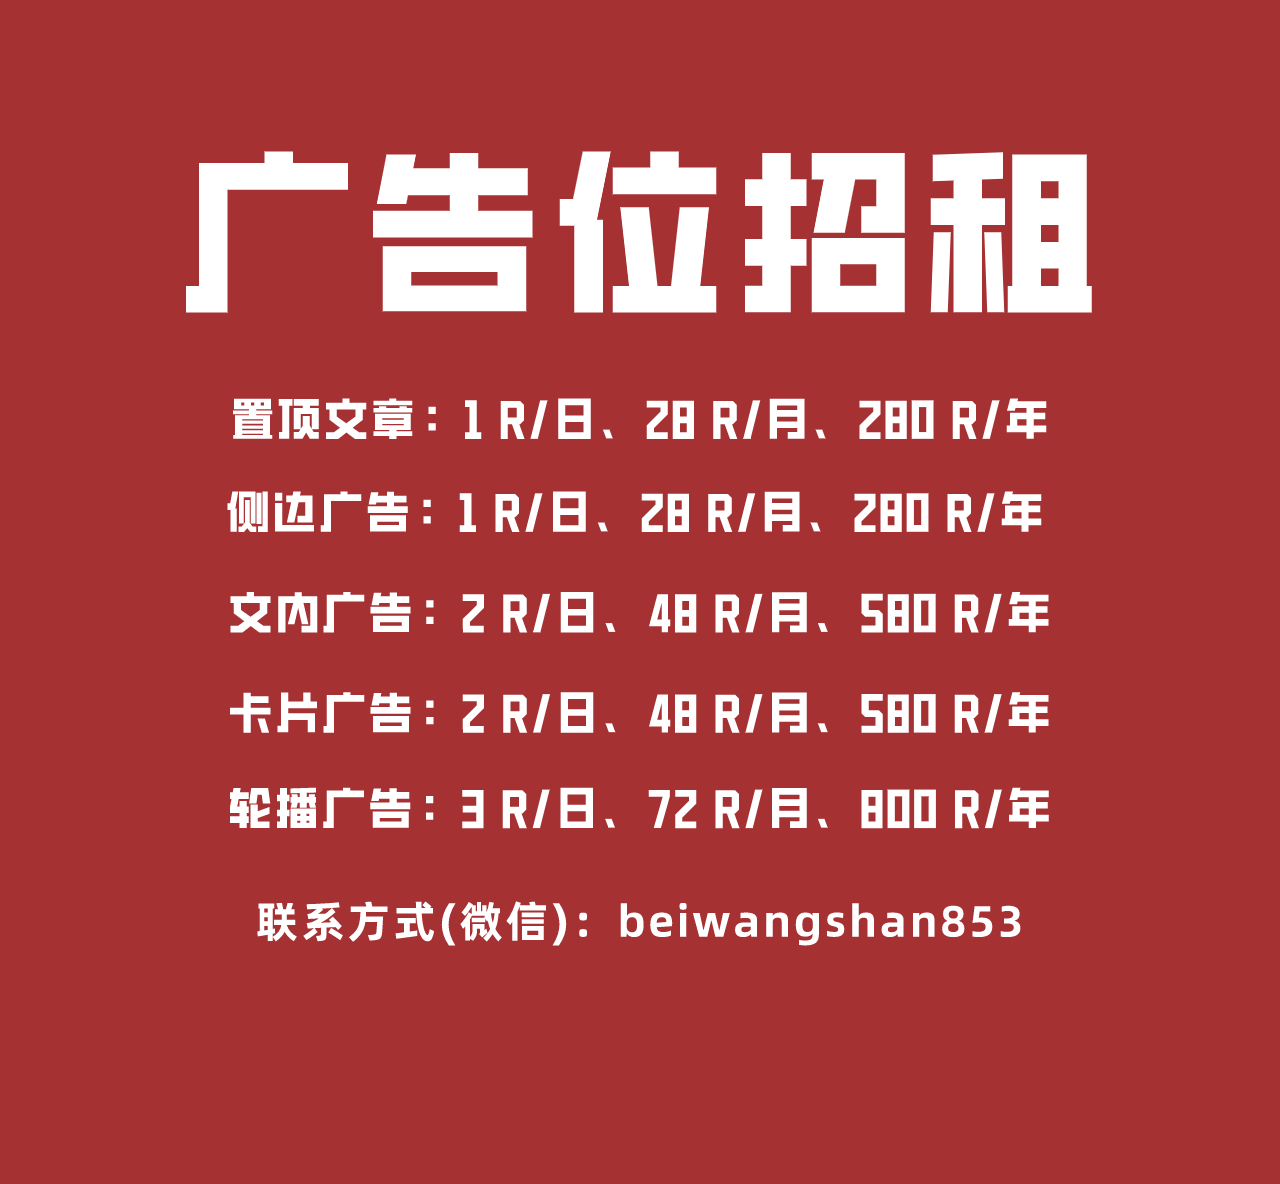 广告位招租
置顶文章：1 R/日、28 R/月、280 R/年
侧边广告：1 R/日、28 R/月、280 R/年
文内广告：2 R/日、48 R/月、580 R/年
卡片广告：2 R/日、48 R/月、580 R/年
轮播广告：3 R/日、72 R/月、800 R/年
联系方式(微信)：beiwangshan853